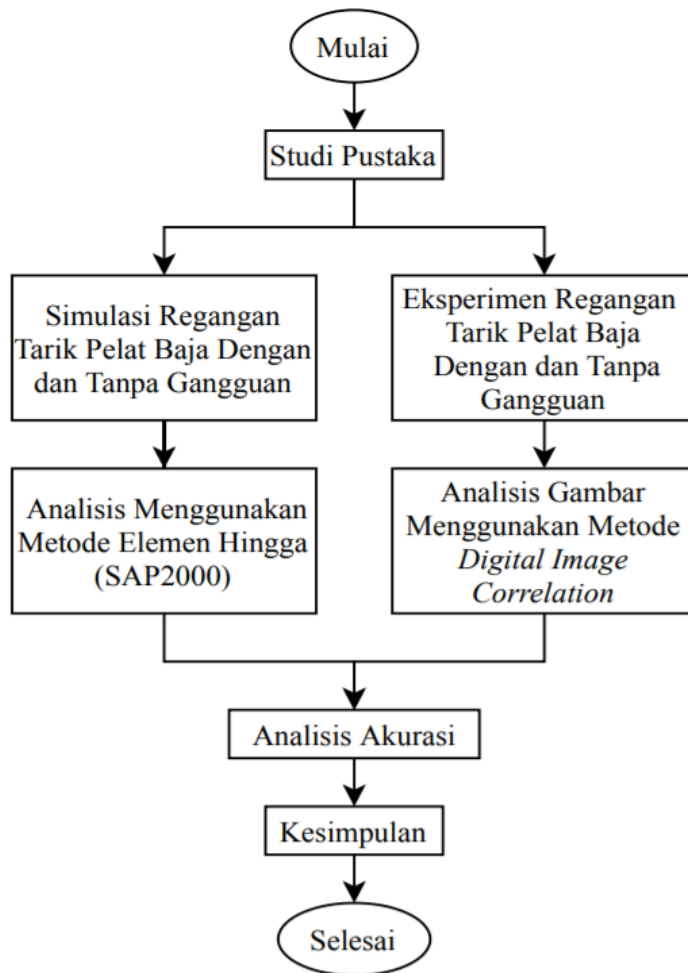 Mulai
Studi Pustaka
Simulasi Regangan
Tarik Pelat Baja Dengan
dan Tanpa Gangguan
Eksperimen Regangan
Tarik Pelat Baja
Dengan dan Tanpa
Gangguan
Analisis Menggunakan
Metode Elemen Hingga
(SAP2000)
Analisis Gambar
Menggunakan Metode
Digital Image
Correlation
Analisis Akurasi
Kesimpulan
Selesai